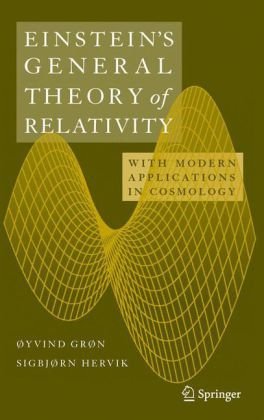 EINSTEIN'S
GENERAL
THEORY of
RELATIVITY
WITH MODERN
APPLICATIONS
IN COSMOLOGY
ØYVIND GRØN
SIGBJØRN HERVIK
Springer